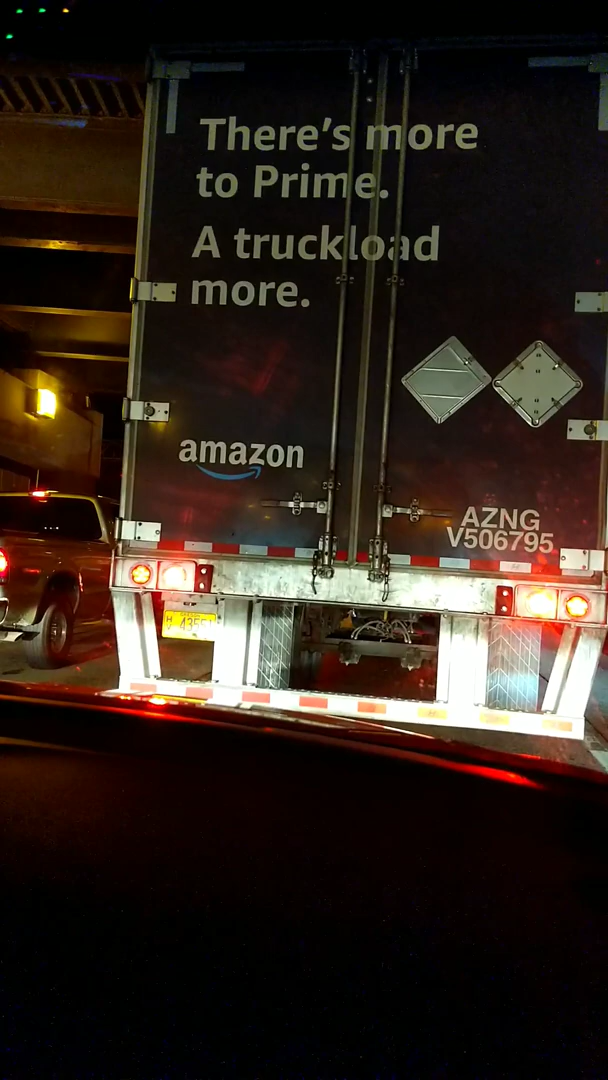 There's more
to Prime.
A truckload
more.
amazon
AZNG
V506795